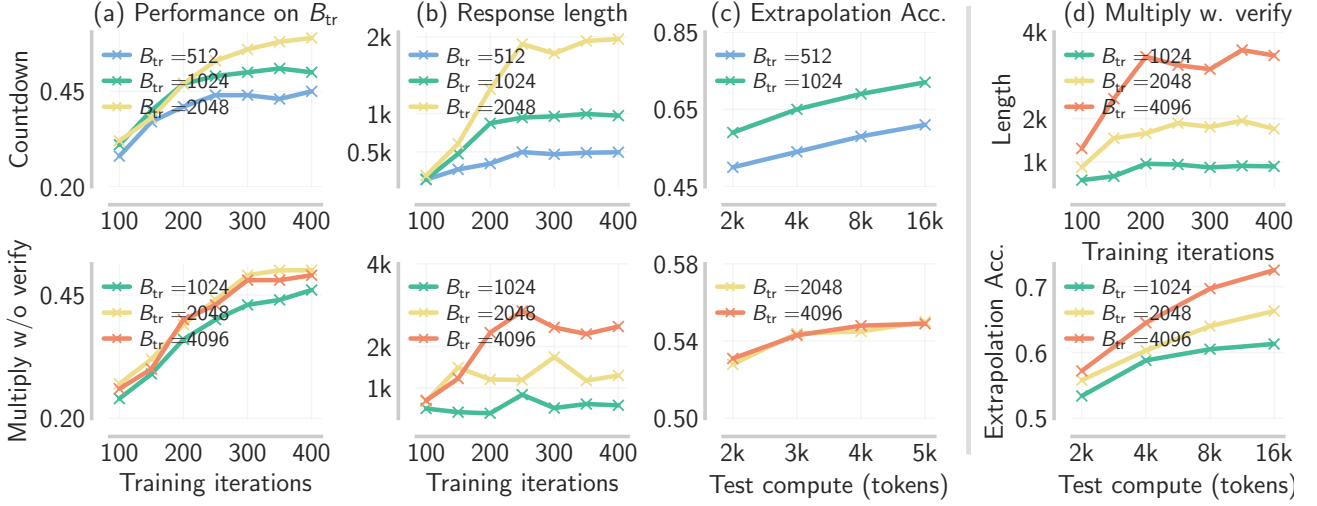 (a) Performance on B_tr
(b) Response length
(c) Extrapolation Acc.
(d) Multiply w. verify
Countdown
0.45
0.20
B_tr =512
B_tr =1024
B_tr =2048
100 200 300 400
2k
1k
0.5k
B_tr =512
B_tr =1024
B_tr =2048
100 200 300 400
0.85
0.65
0.45
B_tr =512
B_tr =1024
2k 4k 8k 16k
Length
4k
2k
1k
B_tr =1024
B_tr =2048
B_tr =4096
100 200 300 400
Training iterations
Multiply w/o verify
0.45
0.20
B_tr =1024
B_tr =2048
B_tr =4096
100 200 300 400
Training iterations
4k
2k
1k
B_tr =1024
B_tr =2048
B_tr =4096
100 200 300 400
Training iterations
0.58
0.54
0.50
B_tr =2048
B_tr =4096
2k 3k 4k 5k
Test compute (tokens)
Extrapolation Acc.
0.7
0.6
0.5
B_tr =1024
B_tr =2048
B_tr =4096
2k 4k 8k 16k
Test compute (tokens)